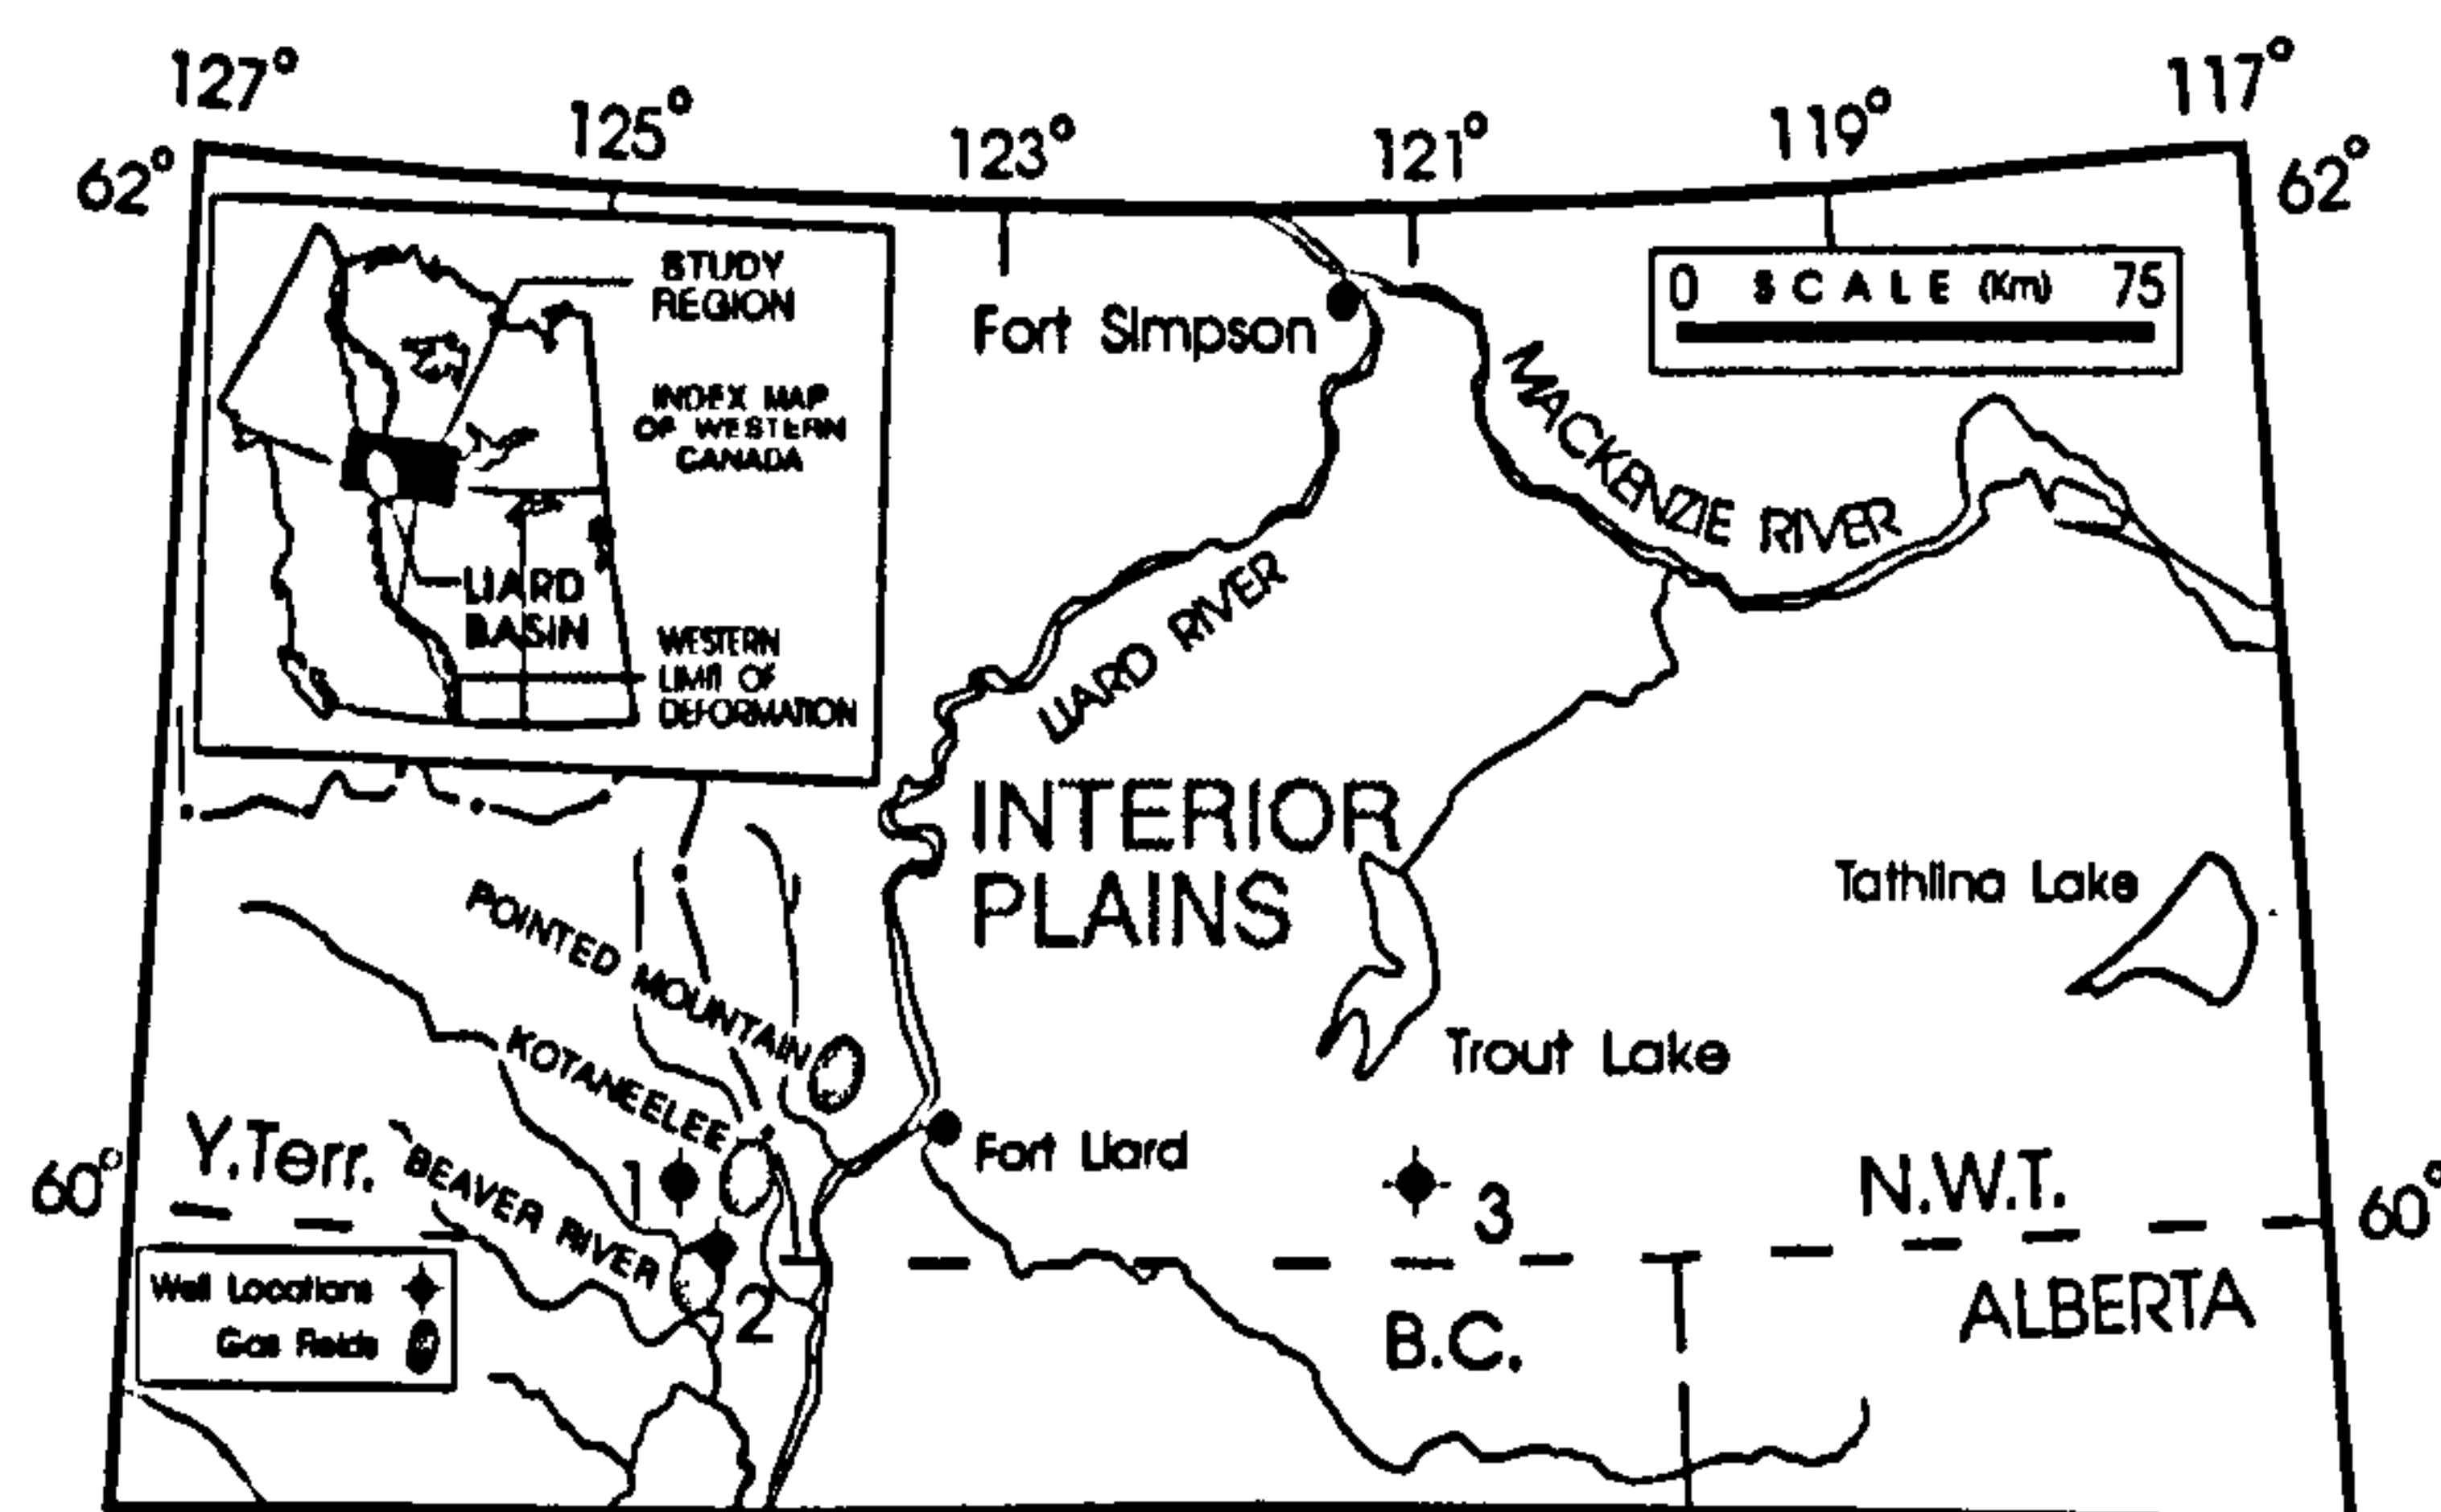 127°
125°
123°
121°
119°
117°
62°
62°
STUDY
REGION
INDEX MAP
OF WESTERN
CANADA
LIARD
BASIN
WESTERN
LIMIT OF
DEFORMATION
0 SCALE (Km) 75
Fort Simpson
MACKENZIE RIVER
LIARD RIVER
INTERIOR
PLAINS
Tathlina Lake
POINTED MOUNTAIN
Trout Lake
KOTANEELEE
Fort Liard
Y.Terr.
BEAVER RIVER
1
3
N.W.T.
60°
60°
Well Locations
Gas Fields
2
B.C.
ALBERTA